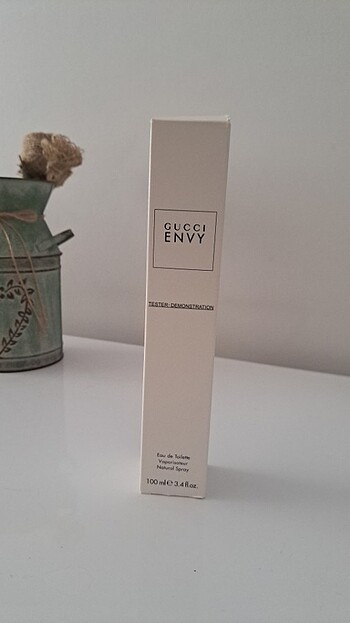 GUCCI
ENVY
TESTER-DEMONSTRATION
Eau de Toilette
Vaporisateur
Natural Spray
100 ml ℮ 3.4 fl.oz.